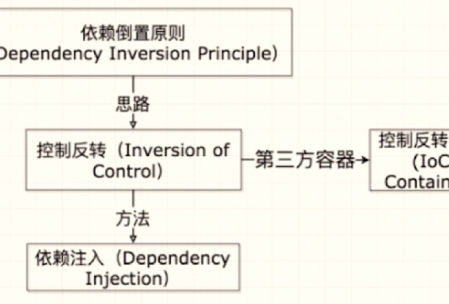 依赖倒置原则
Dependency Inversion Principle)
思路
控制反转（Inversion of
Control）
第三方容器
控制反转
(IoC
Contain
方法
依赖注入（Dependency
Injection）